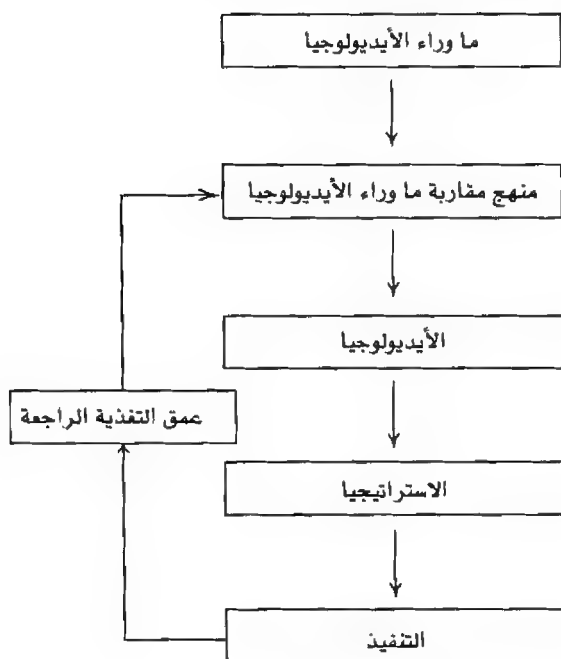 ما وراء الأيديولوجيا
منهج مقاربة ما وراء الأيديولوجيا
الأيديولوجيا
عمق التغذية الراجعة
الاستراتيجيا
التنفيذ